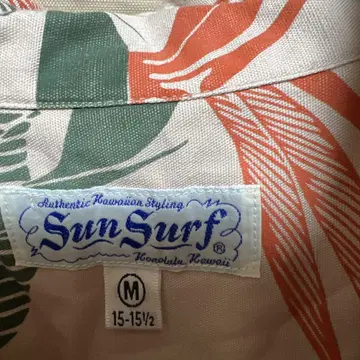 Authentic Hawaiian Styling
Sun Surf®
Honolulu, Hawaii
M
15-15½